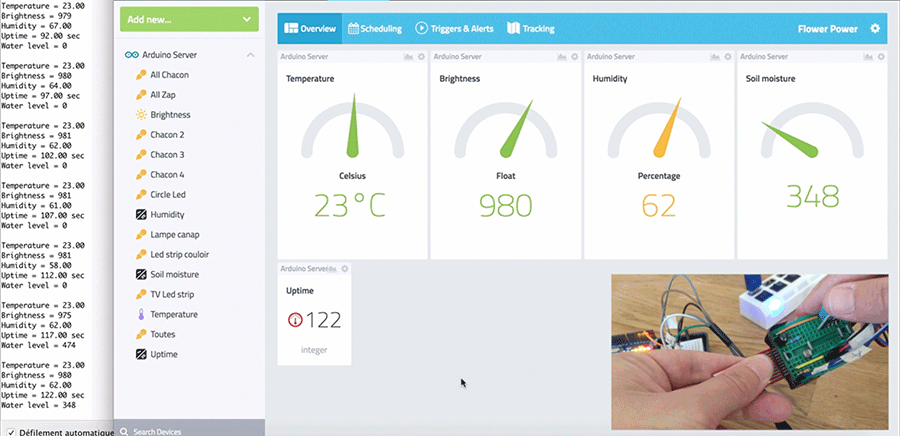 Temperature = 23.00
Brightness = 979
Humidity = 67.00
Uptime = 92.00 sec
Water level = 0
Temperature = 23.00
Brightness = 980
Humidity = 64.00
Uptime = 97.00 sec
Water level = 0
Temperature = 23.00
Brightness = 981
Humidity = 62.00
Uptime = 102.00 sec
Water level = 0
Temperature = 23.00
Brightness = 981
Humidity = 61.00
Uptime = 107.00 sec
Water level = 0
Temperature = 23.00
Brightness = 981
Humidity = 58.00
Uptime = 112.00 sec
Water level = 0
Temperature = 23.00
Brightness = 975
Humidity = 62.00
Uptime = 117.00 sec
Water level = 474
Temperature = 23.00
Brightness = 980
Humidity = 62.00
Uptime = 122.00 sec
Water level = 348
Défilement automatique
Add new...
Arduino Server
All Chacon
All Zap
Brightness
Chacon 2
Chacon 3
Chacon 4
Circle Led
Humidity
Lampe canap
Led strip couloir
Soil moisture
TV Led strip
Temperature
Toutes
Uptime
Search Devices
Overview Scheduling Triggers & Alerts Tracking Flower Power
Arduino Server Arduino Server Arduino Server Arduino Server
Temperature Brightness Humidity Soil moisture
Celsius Float Percentage
23°C 980 62 348
Arduino Server
Uptime
122
integer